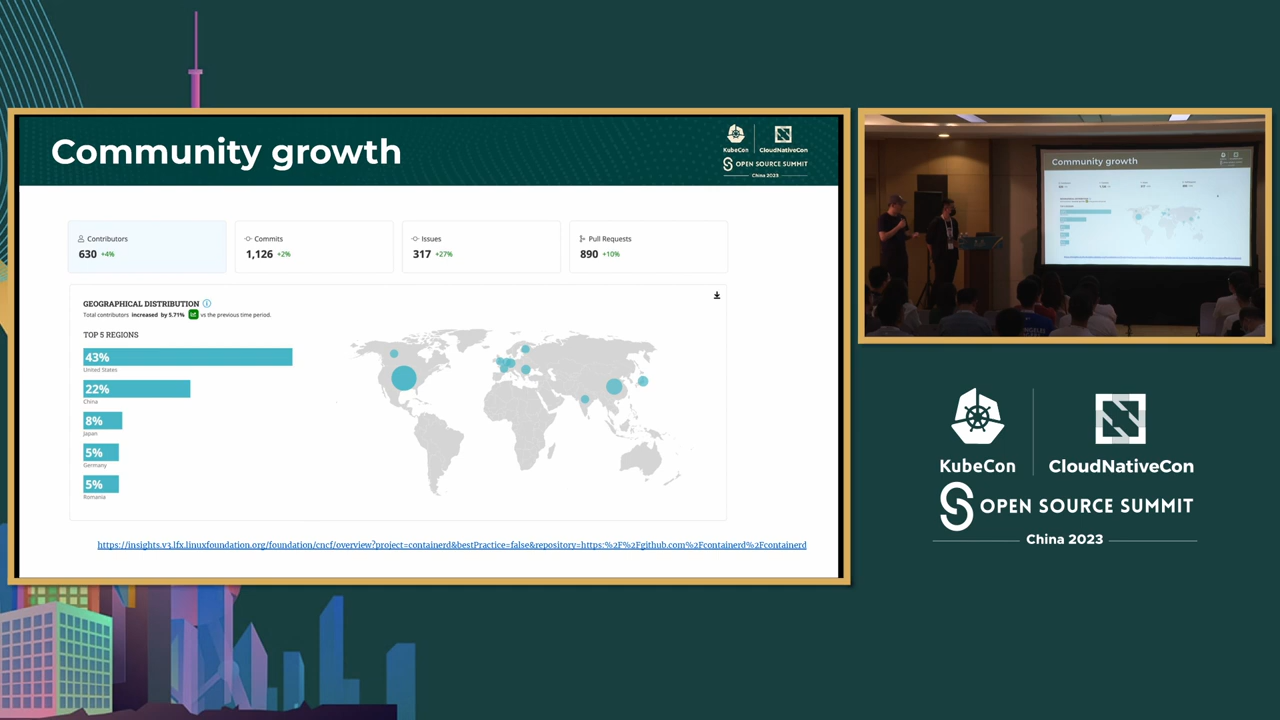 Community growth
KubeCon
CloudNativeCon
OPEN SOURCE SUMMIT
China 2023
Contributors
630 +4%
Commits
1,126 +2%
Issues
317 +27%
Pull Requests
890 +10%
GEOGRAPHICAL DISTRIBUTION
Total contributors increased by 5.71% vs the previous time period.
TOP 5 REGIONS
43%
United States
22%
China
8%
Japan
5%
Germany
5%
Romania
https://insights.v3.lfx.linuxfoundation.org/foundation/cncf/overview?project=containerd&bestPractice=false&repository=https:%2F%2Fgithub.com%2Fcontainerd%2Fcontainerd
Community growth
KubeCon
CloudNativeCon
OPEN SOURCE SUMMIT
China 2023